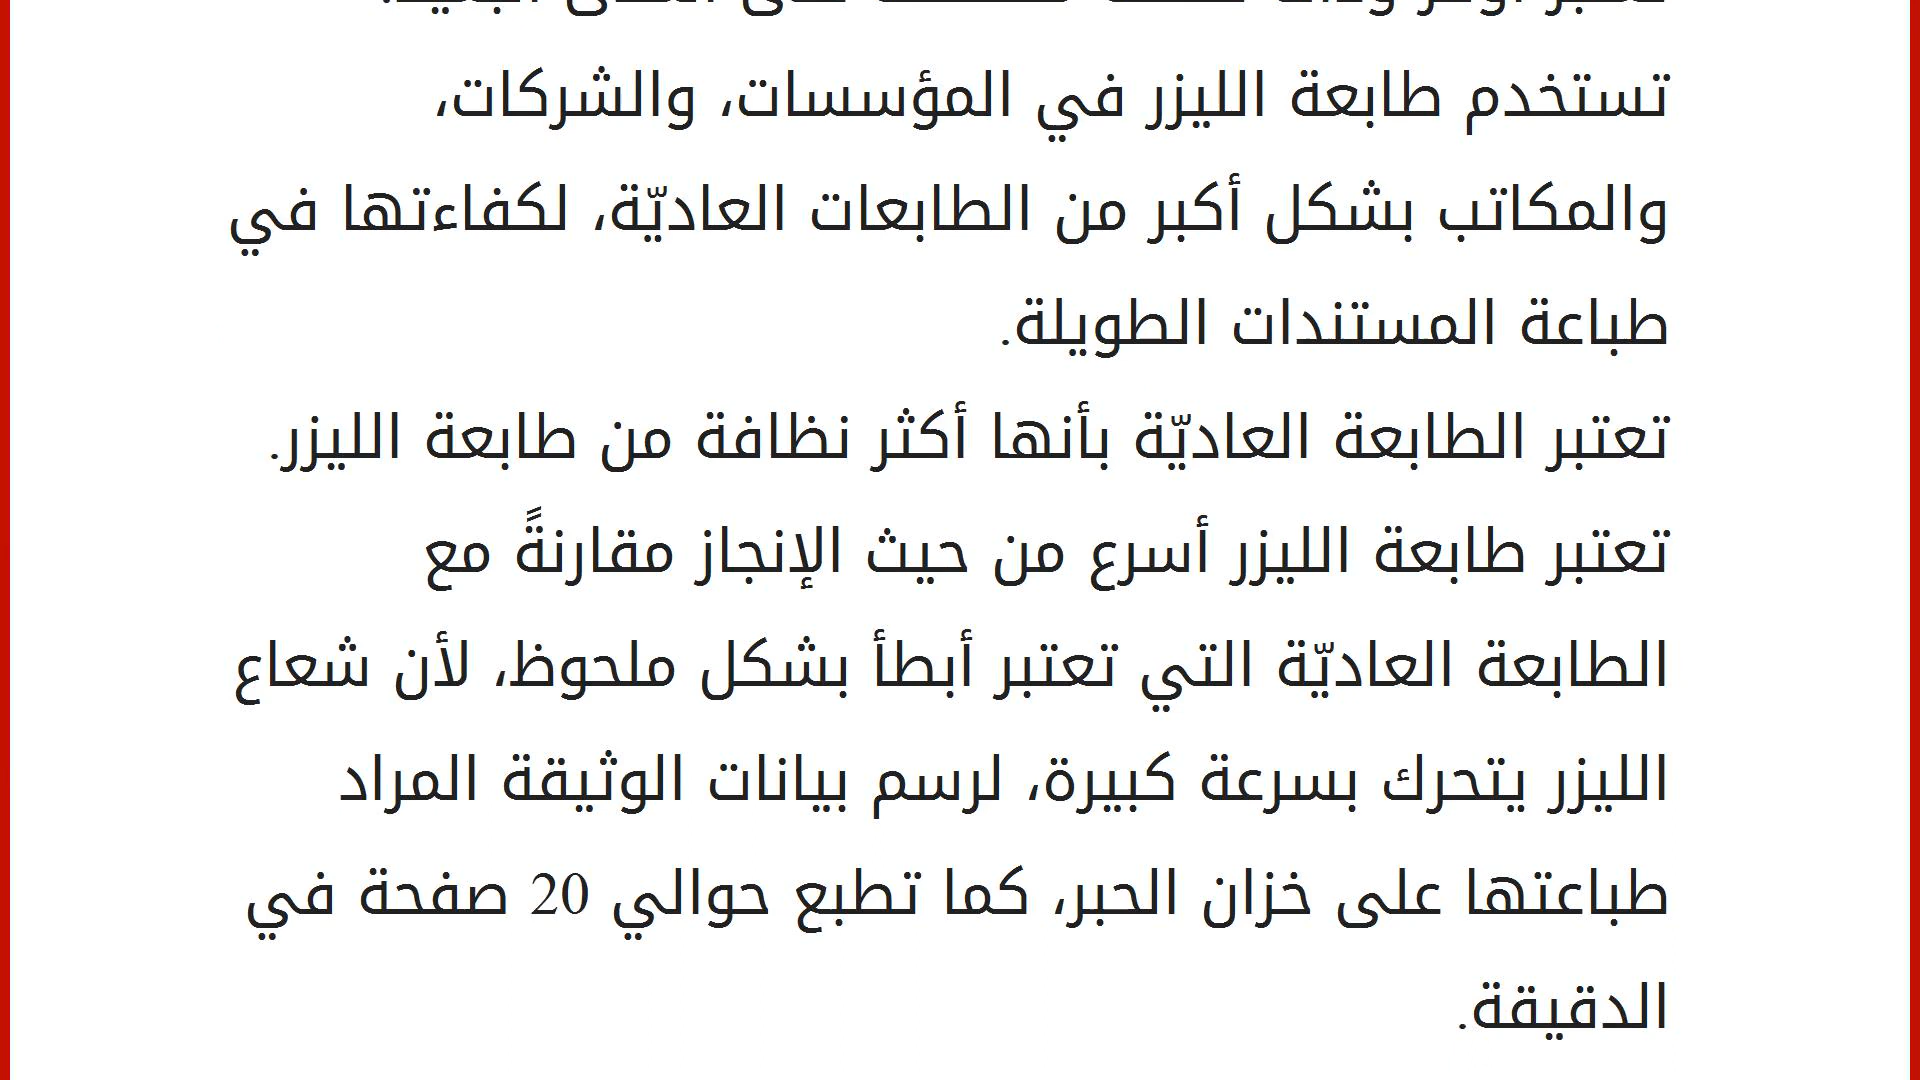 تستخدم طابعة الليزر في المؤسسات، والشركات،
والمكاتب بشكل أكبر من الطابعات العاديّة، لكفاءتها في
طباعة المستندات الطويلة.
تعتبر الطابعة العاديّة بأنها أكثر نظافة من طابعة الليزر.
تعتبر طابعة الليزر أسرع من حيث الإنجاز مقارنةً مع
الطابعة العاديّة التي تعتبر أبطأ بشكل ملحوظ، لأن شعاع
الليزر يتحرك بسرعة كبيرة، لرسم بيانات الوثيقة المراد
طباعتها على خزان الحبر، كما تطبع حوالي 20 صفحة في
الدقيقة.